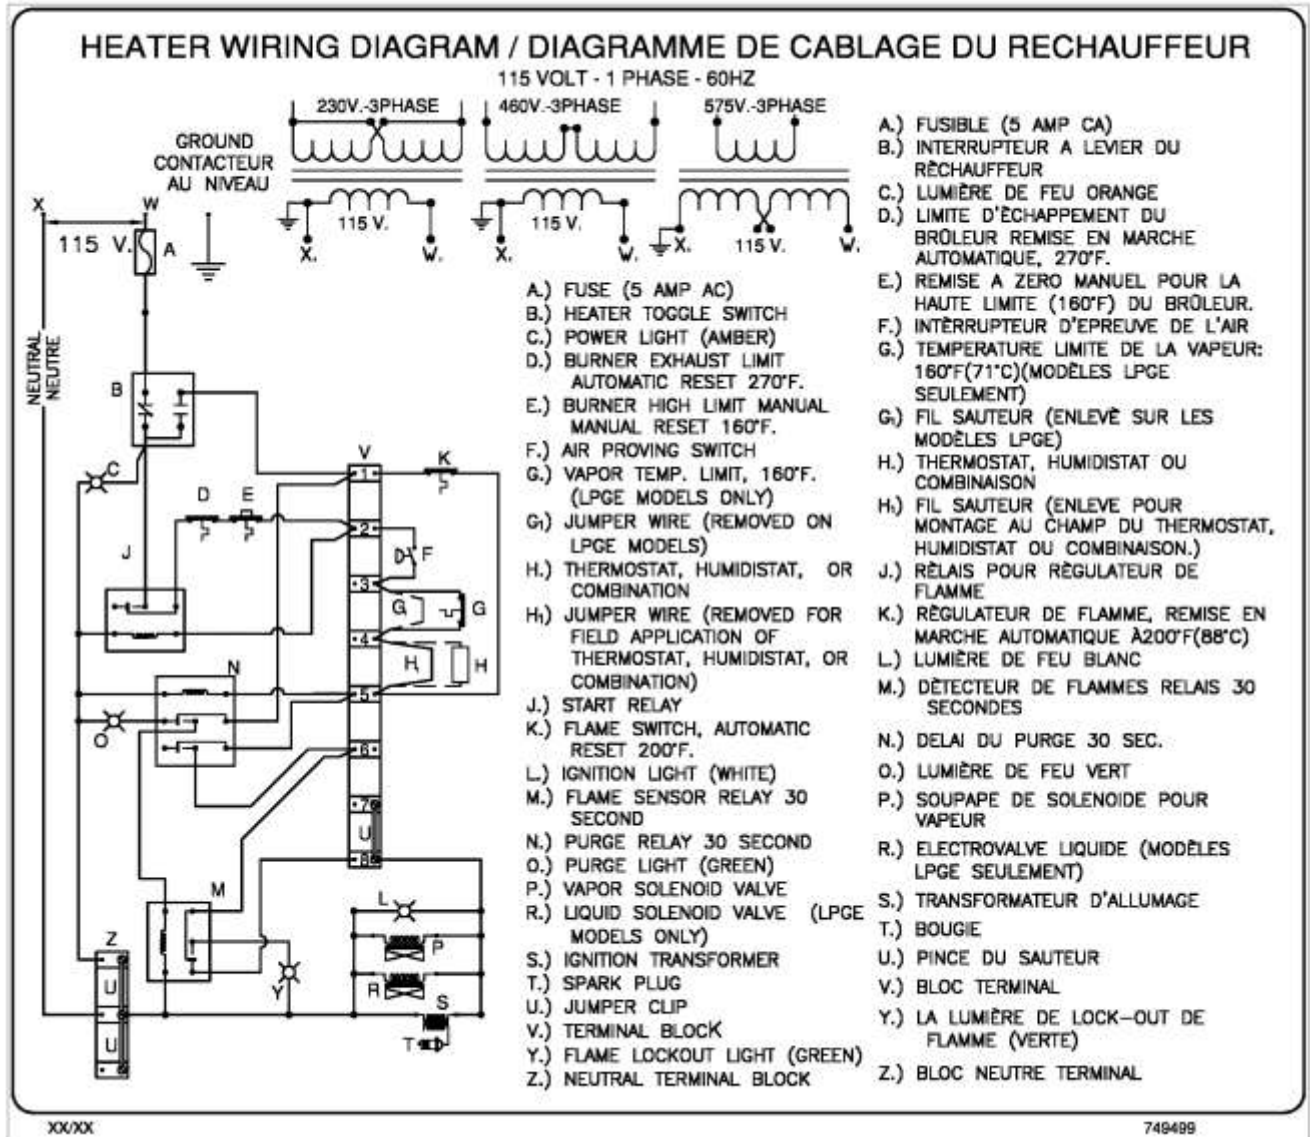 HEATER WIRING DIAGRAM / DIAGRAMME DE CABLAGE DU RECHAUFFEUR
115 VOLT - 1 PHASE - 60HZ
230V.-3PHASE
460V.-3PHASE
575V.-3PHASE
GROUND
CONTACTEUR
AU NIVEAU
115 V.
X.
W.
115 V.
X.
W.
115 V.
X.
W.
X
W
115 V.
A
NEUTRAL
NEUTRE
B
C
D
E
J
N
O
M
Z
U
U
Y
V
1
2
3
4
5
6
7
U
8
K
F
G₁
G
H₁
H
L
P
R
S
T
A.) FUSE (5 AMP AC)
B.) HEATER TOGGLE SWITCH
C.) POWER LIGHT (AMBER)
D.) BURNER EXHAUST LIMIT
AUTOMATIC RESET 270°F.
E.) BURNER HIGH LIMIT MANUAL
MANUAL RESET 160°F.
F.) AIR PROVING SWITCH
G.) VAPOR TEMP. LIMIT, 160°F.
(LPGE MODELS ONLY)
G₁) JUMPER WIRE (REMOVED ON
LPGE MODELS)
H.) THERMOSTAT, HUMIDISTAT, OR
COMBINATION
H₁) JUMPER WIRE (REMOVED FOR
FIELD APPLICATION OF
THERMOSTAT, HUMIDISTAT, OR
COMBINATION)
J.) START RELAY
K.) FLAME SWITCH, AUTOMATIC
RESET 200°F.
L.) IGNITION LIGHT (WHITE)
M.) FLAME SENSOR RELAY 30
SECOND
N.) PURGE RELAY 30 SECOND
O.) PURGE LIGHT (GREEN)
P.) VAPOR SOLENOID VALVE
R.) LIQUID SOLENOID VALVE (LPGE
MODELS ONLY)
S.) IGNITION TRANSFORMER
T.) SPARK PLUG
U.) JUMPER CLIP
V.) TERMINAL BLOCK
Y.) FLAME LOCKOUT LIGHT (GREEN)
Z.) NEUTRAL TERMINAL BLOCK
A.) FUSIBLE (5 AMP CA)
B.) INTERRUPTEUR A LEVIER DU
RÈCHAUFFEUR
C.) LUMIÈRE DE FEU ORANGE
D.) LIMITE D'ÈCHAPPEMENT DU
BRÛLEUR REMISE EN MARCHE
AUTOMATIQUE, 270°F.
E.) REMISE A ZERO MANUEL POUR LA
HAUTE LIMITE (160°F) DU BRÛLEUR.
F.) INTÈRRUPTEUR D'EPREUVE DE L'AIR
G.) TEMPERATURE LIMITE DE LA VAPEUR:
160°F(71°C)(MODÈLES LPGE
SEULEMENT)
G₁) FIL SAUTEUR (ENLEVÈ SUR LES
MODÈLES LPGE)
H.) THERMOSTAT, HUMIDISTAT OU
COMBINAISON
H₁) FIL SAUTEUR (ENLEVE POUR
MONTAGE AU CHAMP DU THERMOSTAT,
HUMIDISTAT OU COMBINAISON.)
J.) RÈLAIS POUR RÈGULATEUR DE
FLAMME
K.) RÈGULATEUR DE FLAMME, REMISE EN
MARCHE AUTOMATIQUE À200°F(88°C)
L.) LUMIÈRE DE FEU BLANC
M.) DÈTECTEUR DE FLAMMES RELAIS 30
SECONDES
N.) DELAI DU PURGE 30 SEC.
O.) LUMIÈRE DE FEU VERT
P.) SOUPAPE DE SOLENOIDE POUR
VAPEUR
R.) ELECTROVALVE LIQUIDE (MODÈLES
LPGE SEULEMENT)
S.) TRANSFORMATEUR D'ALLUMAGE
T.) BOUGIE
U.) PINCE DU SAUTEUR
V.) BLOC TERMINAL
Y.) LA LUMIÈRE DE LOCK-OUT DE
FLAMME (VERTE)
Z.) BLOC NEUTRE TERMINAL
XX/XX
749499